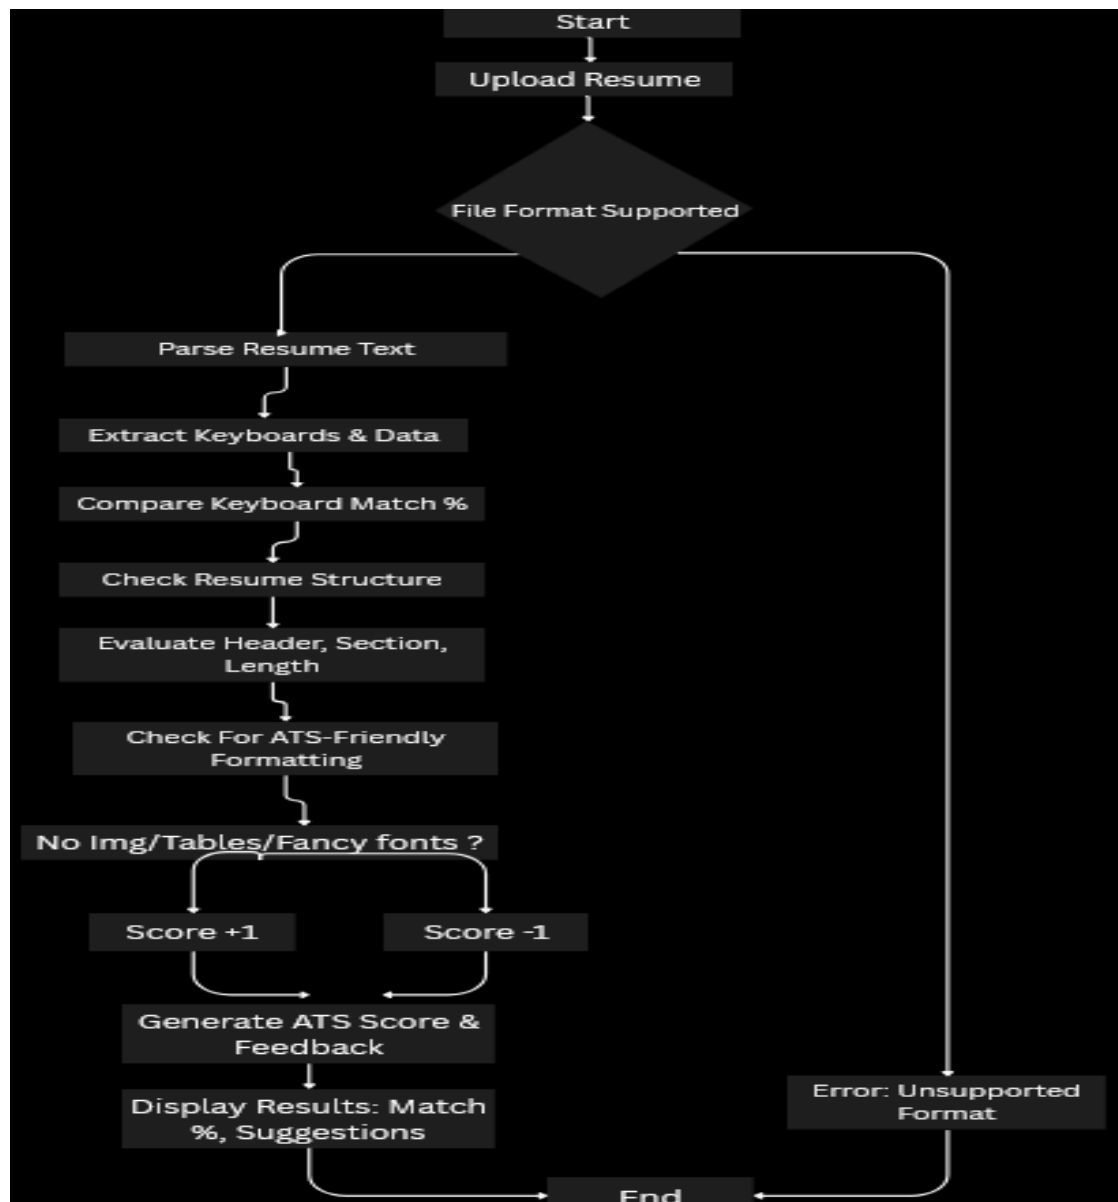 Start
Upload Resume
File Format Supported
Parse Resume Text
Extract Keyboards & Data
Compare Keyboard Match %
Check Resume Structure
Evaluate Header, Section,
Length
Check For ATS-Friendly
Formatting
No Img/Tables/Fancy fonts ?
Score +1
Score -1
Generate ATS Score &
Feedback
Display Results: Match
%, Suggestions
Error: Unsupported
Format
End